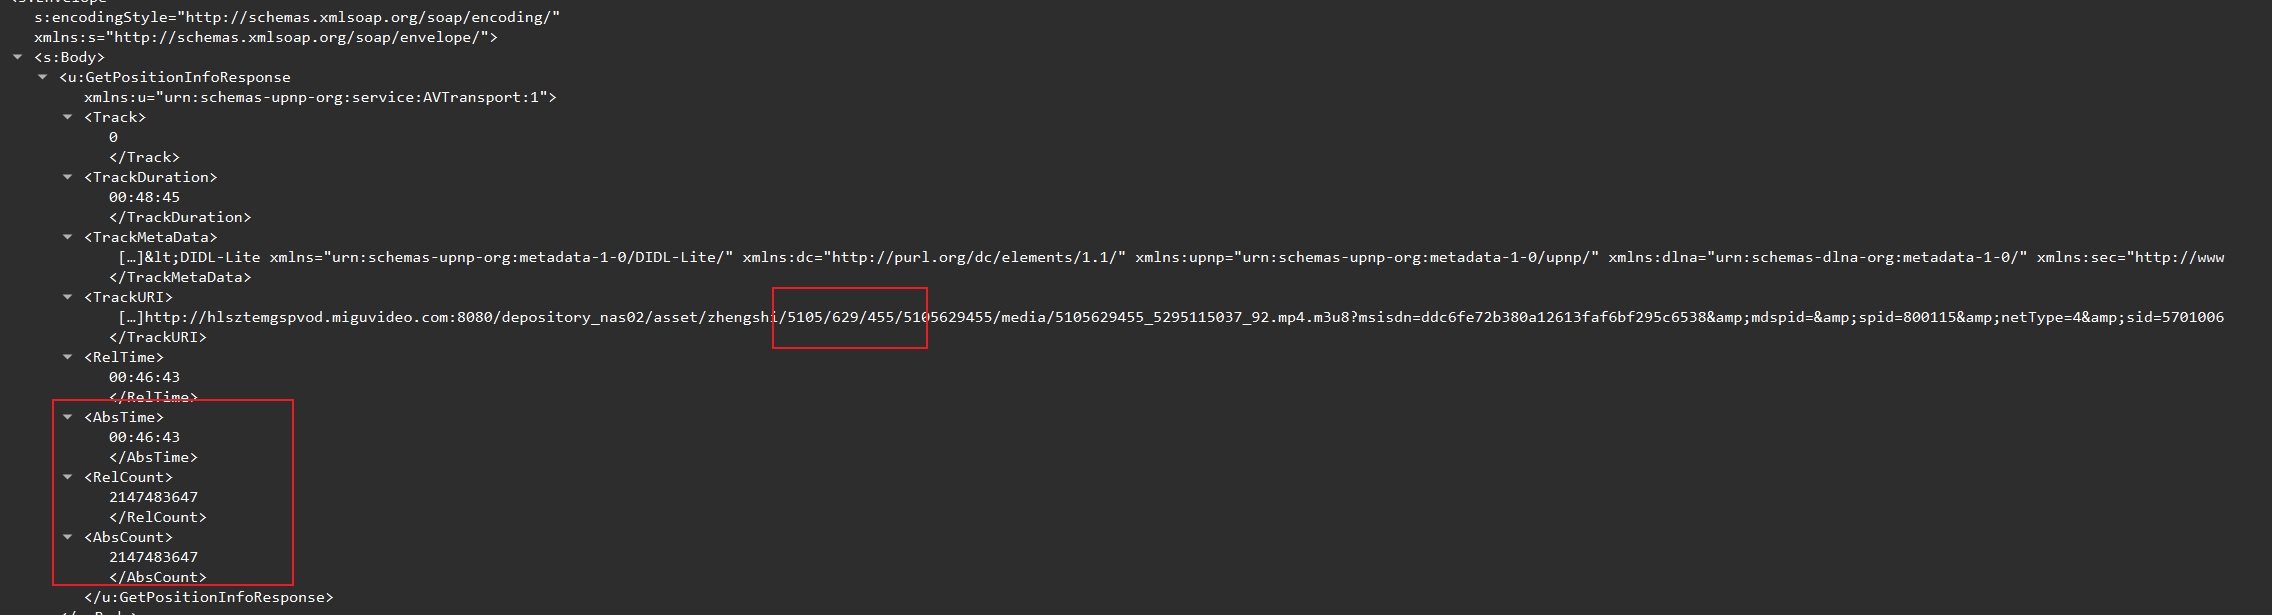 s:encodingStyle="http://schemas.xmlsoap.org/soap/encoding/"
xmlns:s="http://schemas.xmlsoap.org/soap/envelope/">
<s:Body>
<u:GetPositionInfoResponse
xmlns:u="urn:schemas-upnp-org:service:AVTransport:1">
<Track>
0
</Track>
<TrackDuration>
00:48:45
</TrackDuration>
<TrackMetaData>
[…]&lt;DIDL-Lite xmlns="urn:schemas-upnp-org:metadata-1-0/DIDL-Lite/" xmlns:dc="http://purl.org/dc/elements/1.1/" xmlns:upnp="urn:schemas-upnp-org:metadata-1-0/upnp/" xmlns:dlna="urn:schemas-dlna-org:metadata-1-0/" xmlns:sec="http://www
</TrackMetaData>
<TrackURI>
[…]http://hlsztemgspvod.miguvideo.com:8080/depository_nas02/asset/zhengshi/5105/629/455/5105629455/media/5105629455_5295115037_92.mp4.m3u8?msisdn=ddc6fe72b380a12613faf6bf295c6538&amp;mdspid=&amp;spid=800115&amp;netType=4&amp;sid=5701006
</TrackURI>
<RelTime>
00:46:43
</RelTime>
<AbsTime>
00:46:43
</AbsTime>
<RelCount>
2147483647
</RelCount>
<AbsCount>
2147483647
</AbsCount>
</u:GetPositionInfoResponse>